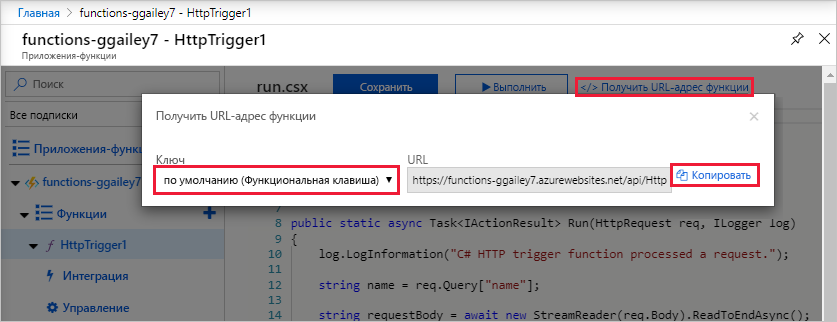 Главная > functions-ggailey7 - HttpTrigger1
functions-ggailey7 - HttpTrigger1
Приложения-функции
Поиск
run.csx Сохранить Выполнить </> Получить URL-адрес функции
Все подписки
Приложения-функц
functions-ggailey7
Функции
HttpTrigger1
Интеграция
Управление
Получить URL-адрес функции
Ключ URL
по умолчанию (Функциональная клавиша) https://functions-ggailey7.azurewebsites.net/api/Http Копировать
8 public static async Task<IActionResult> Run(HttpRequest req, ILogger log)
9 {
10 log.LogInformation("C# HTTP trigger function processed a request.");
11
12 string name = req.Query["name"];
13
14 string requestBody = await new StreamReader(req.Body).ReadToEndAsync();